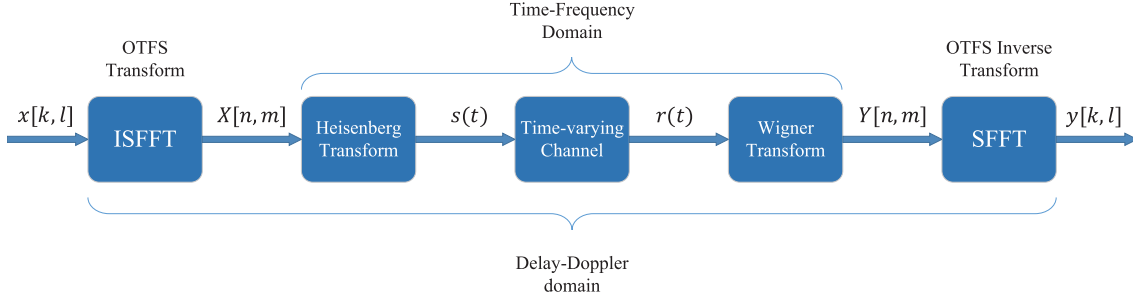 Time-Frequency
Domain
OTFS
Transform
OTFS Inverse
Transform
x[k, l]
ISFFT
X[n, m]
Heisenberg
Transform
s(t)
Time-varying
Channel
r(t)
Wigner
Transform
Y[n, m]
SFFT
y[k, l]
Delay-Doppler
domain